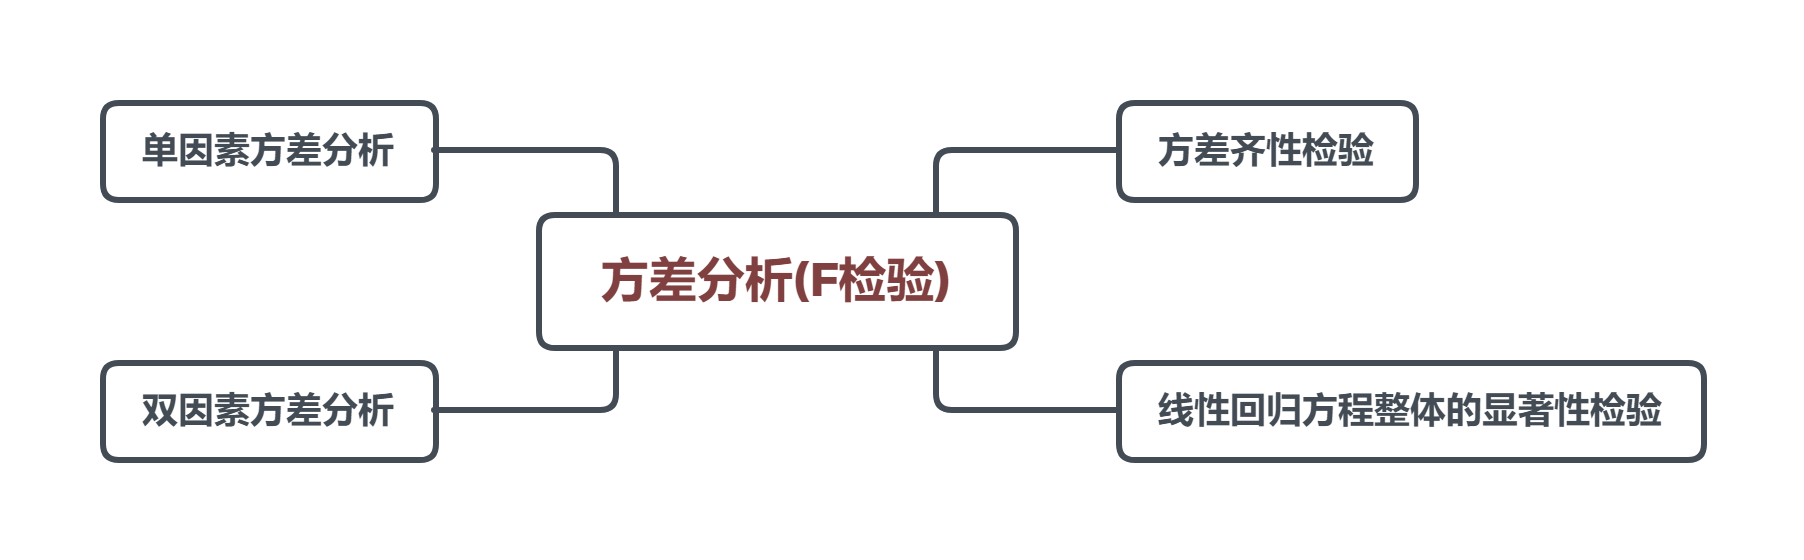 单因素方差分析
方差齐性检验
方差分析(F检验)
双因素方差分析
线性回归方程整体的显著性检验